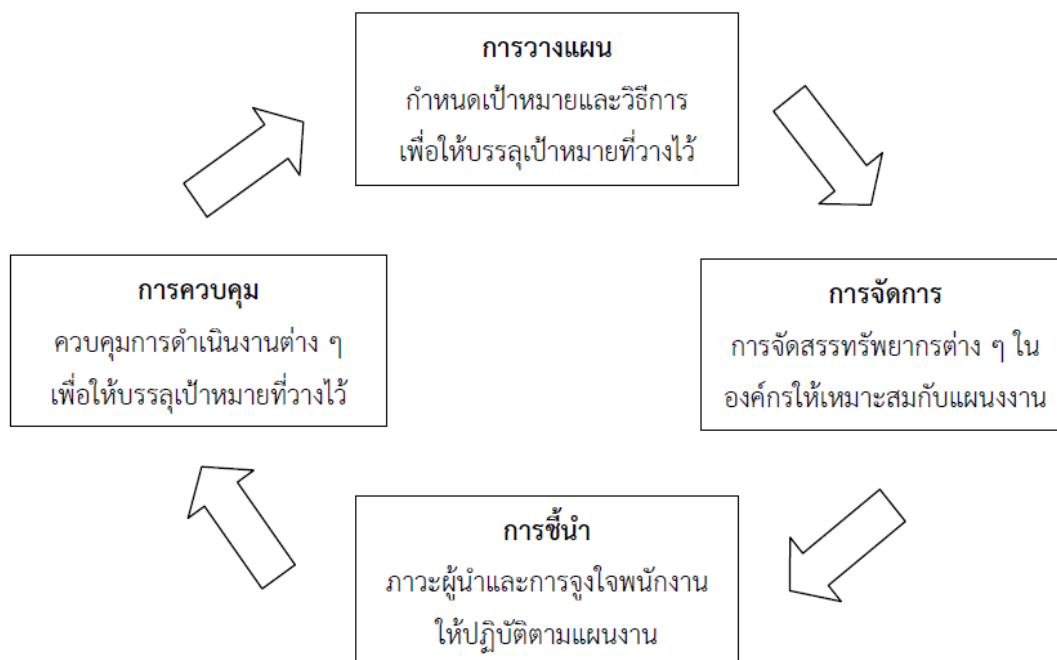 การวางแผน
กำหนดเป้าหมายและวิธีการ
เพื่อให้บรรลุเป้าหมายที่วางไว้
การควบคุม
ควบคุมการดำเนินงานต่าง ๆ
เพื่อให้บรรลุเป้าหมายที่วางไว้
การจัดการ
การจัดสรรทรัพยากรต่าง ๆ ใน
องค์กรให้เหมาะสมกับแผนงงาน
การชี้นำ
ภาวะผู้นำและการจูงใจพนักงาน
ให้ปฏิบัติตามแผนงาน